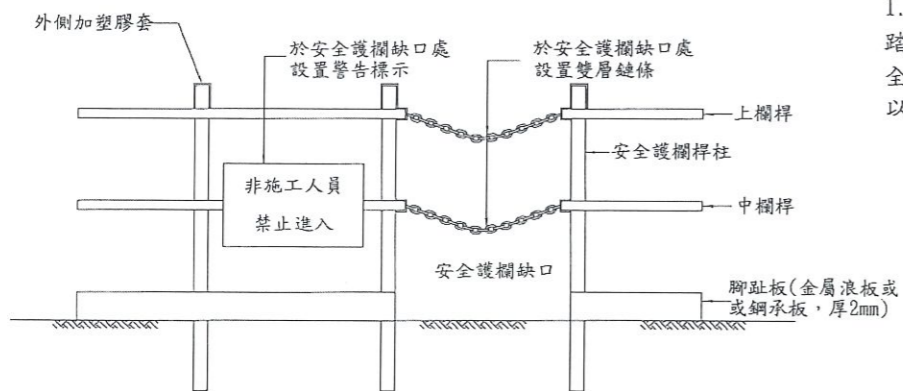 外側加塑膠套
於安全護欄缺口處
設置警告標示
於安全護欄缺口處
設置雙層鏈條
上欄桿
安全護欄桿柱
非施工人員
禁止進入
中欄桿
安全護欄缺口
腳趾板(金屬浪板或
或鋼承板，厚2mm)
1.
踏
全
以